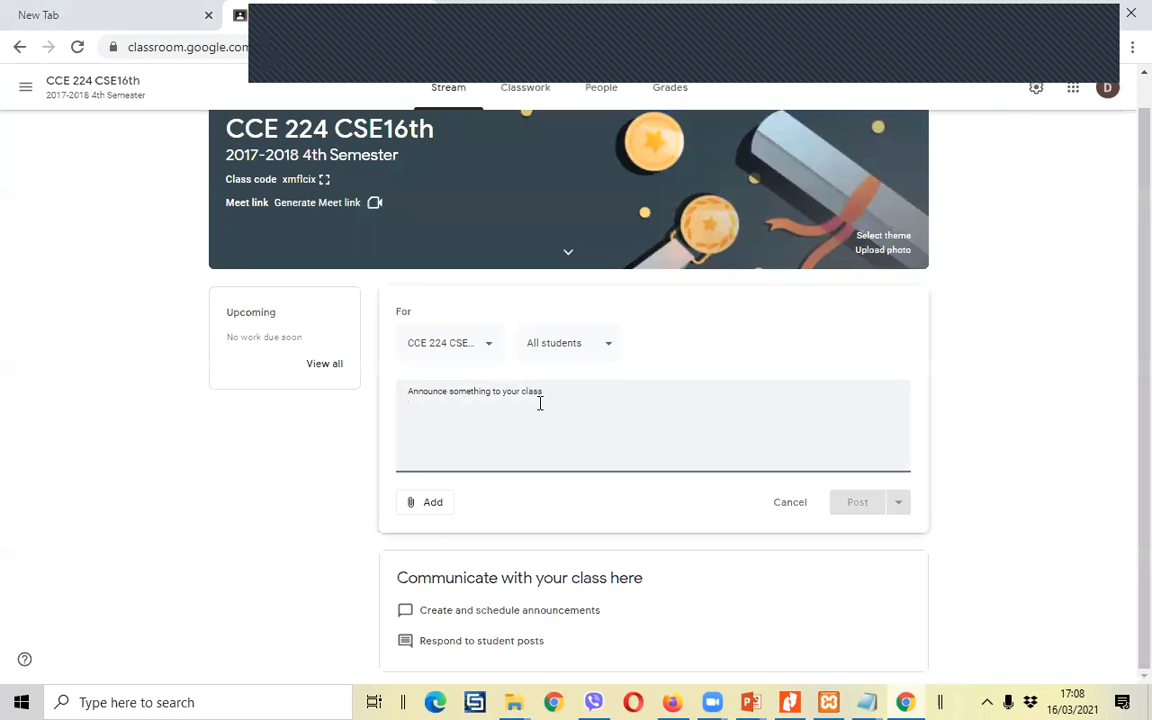 New Tab
classroom.google.com
CCE 224 CSE16th
2017-2018 4th Semester
Stream
Classwork
People
Grades
D
CCE 224 CSE16th
2017-2018 4th Semester
Class code xmflcix
Meet link Generate Meet link
Select theme
Upload photo
Upcoming
No work due soon
View all
For
CCE 224 CSE...
All students
Announce something to your class
Add
Cancel
Post
Communicate with your class here
Create and schedule announcements
Respond to student posts
Type here to search
17:08
16/03/2021